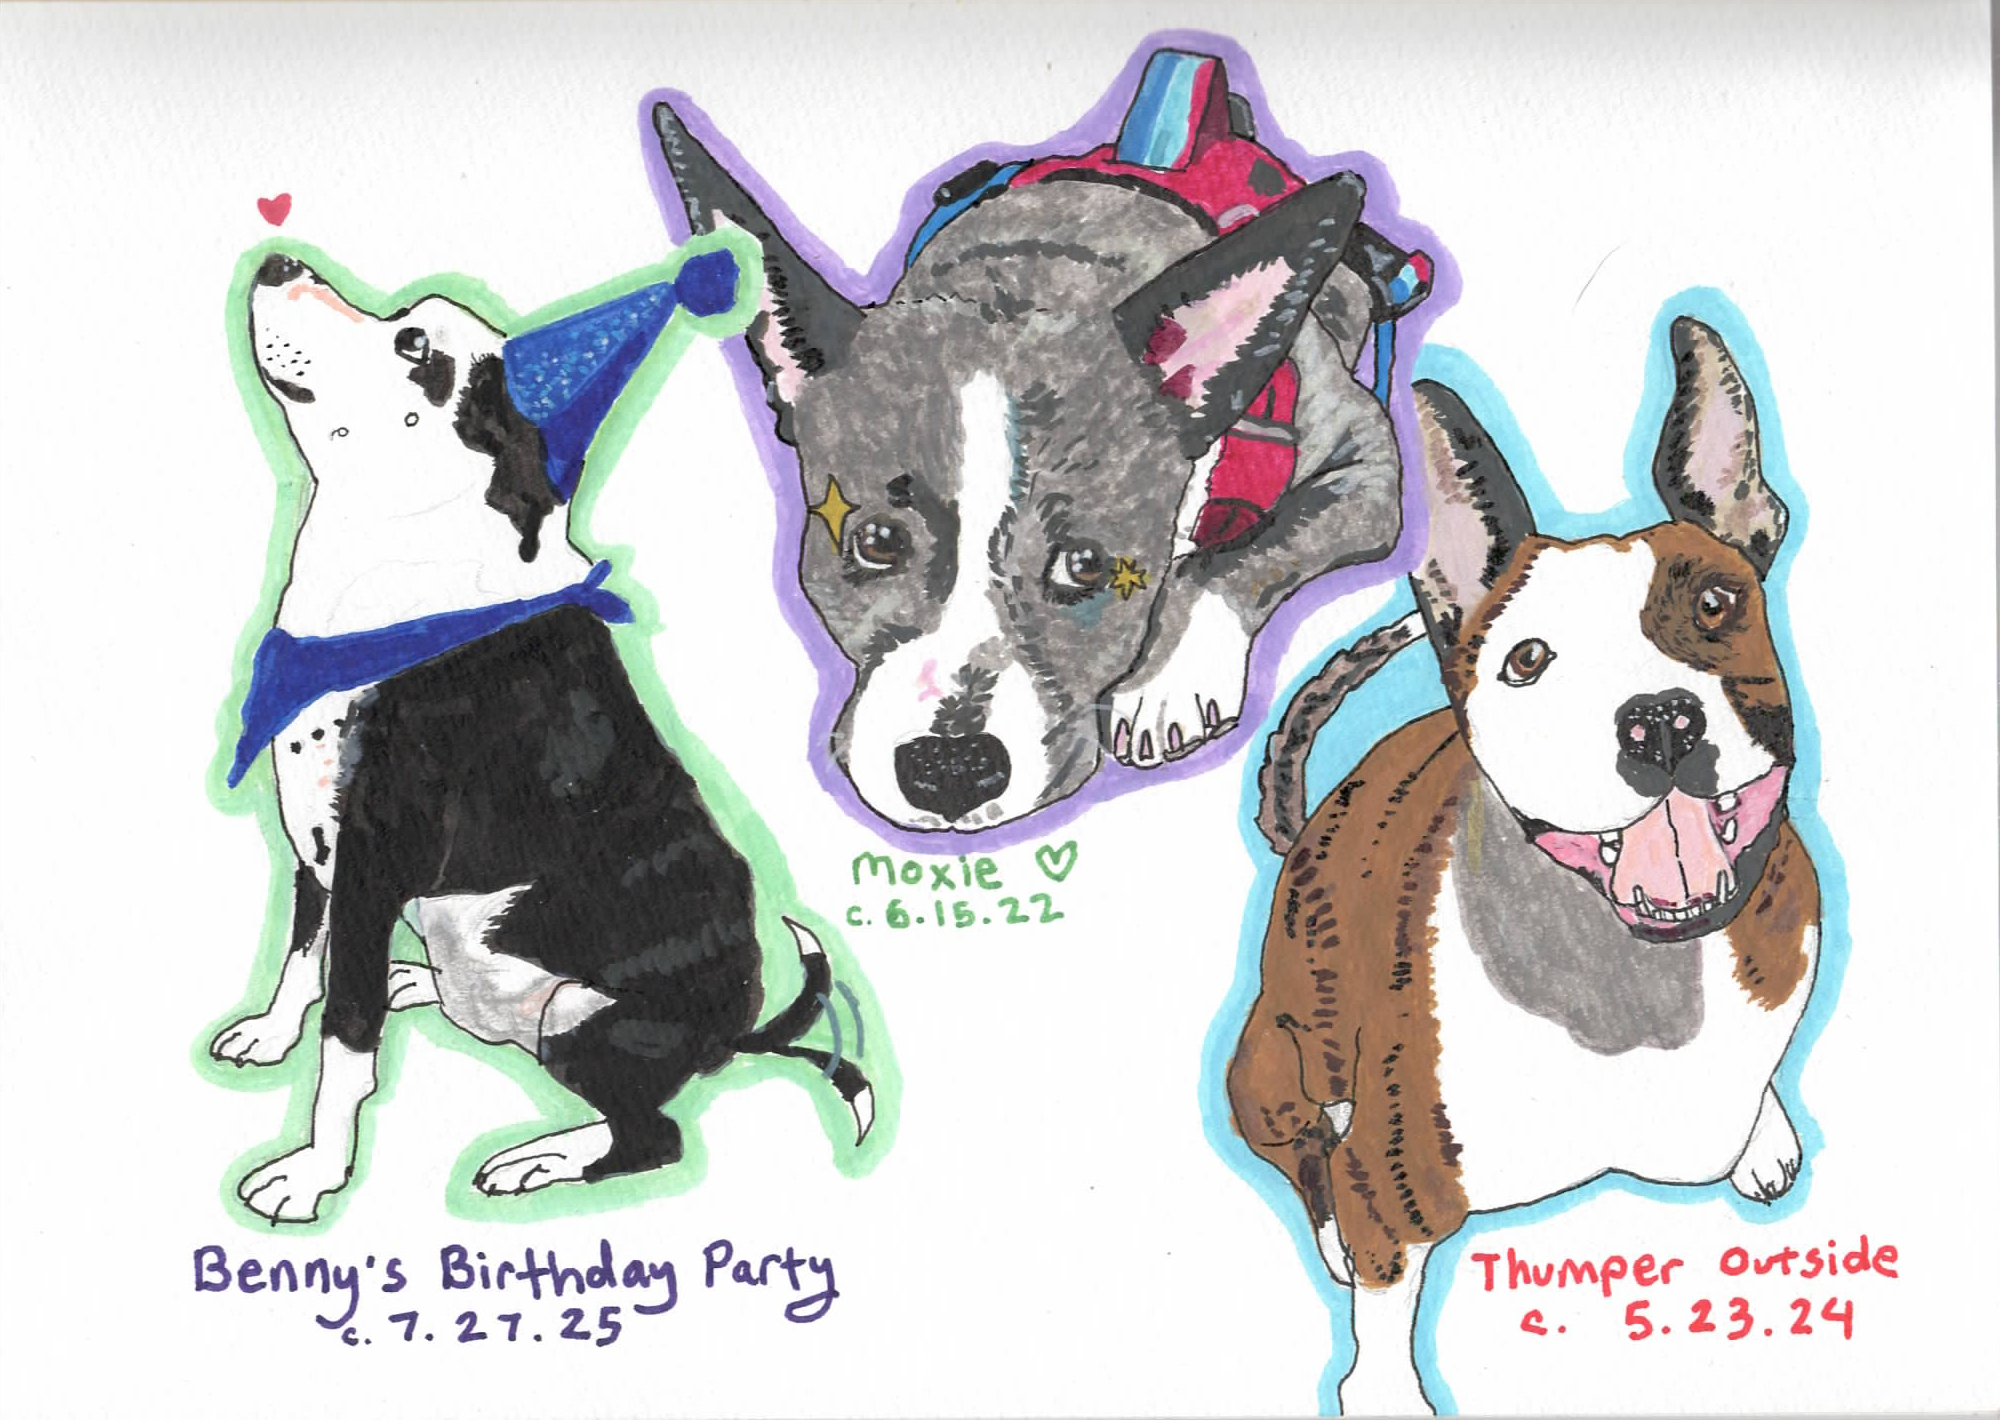 Moxie ♡
c. 6.15.22
Benny's Birthday Party
c. 7.27.25
Thumper Outside
c. 5.23.24